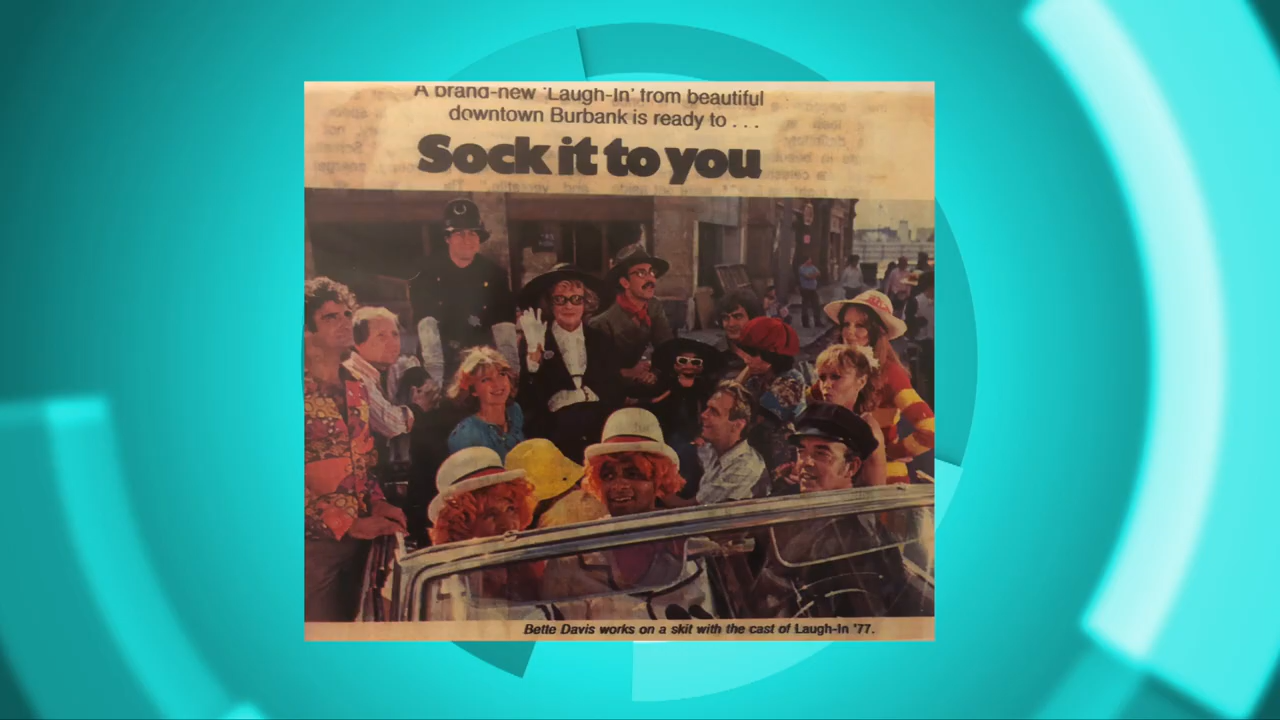 A brand-new 'Laugh-In' from beautiful
downtown Burbank is ready to . . .
Sock it to you
Bette Davis works on a skit with the cast of Laugh-In '77.